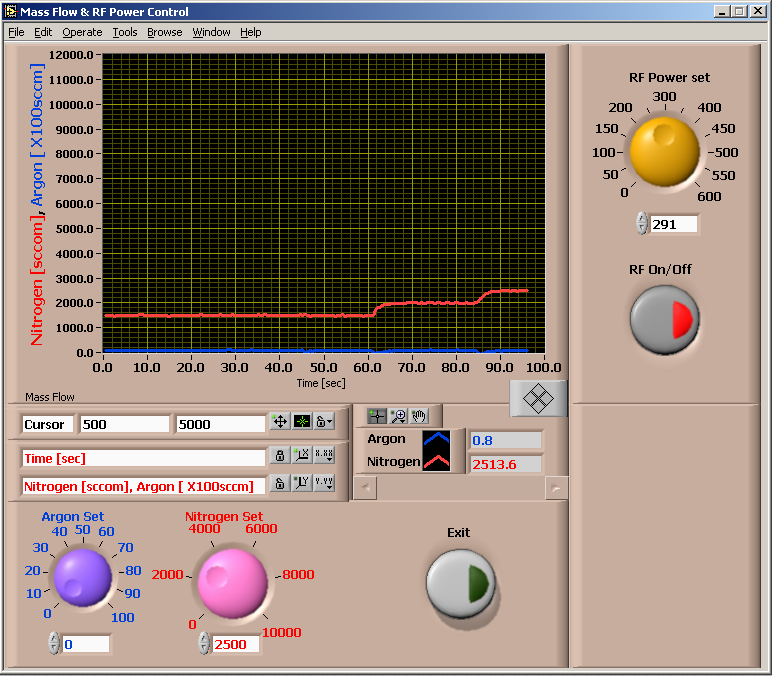 Mass Flow & RF Power Control
File Edit Operate Tools Browse Window Help
Nitrogen [sccom], Argon [ X100sccm]
12000.0
11000.0
10000.0
9000.0
8000.0
7000.0
6000.0
5000.0
4000.0
3000.0
2000.0
1000.0
0.0
0.0 10.0 20.0 30.0 40.0 50.0 60.0 70.0 80.0 90.0 100.0
Time [sec]
Mass Flow
RF Power set
300
200 400
150 450
100 500
50 550
0 600
291
RF On/Off
Cursor 500 5000
Time [sec] X X.XX
Nitrogen [sccom], Argon [ X100sccm] Y Y.YY
Argon 0.8
Nitrogen 2513.6
Argon Set
40 50 60
30 70
20 80
10 90
0 100
0
Nitrogen Set
4000 6000
2000 8000
0 10000
2500
Exit